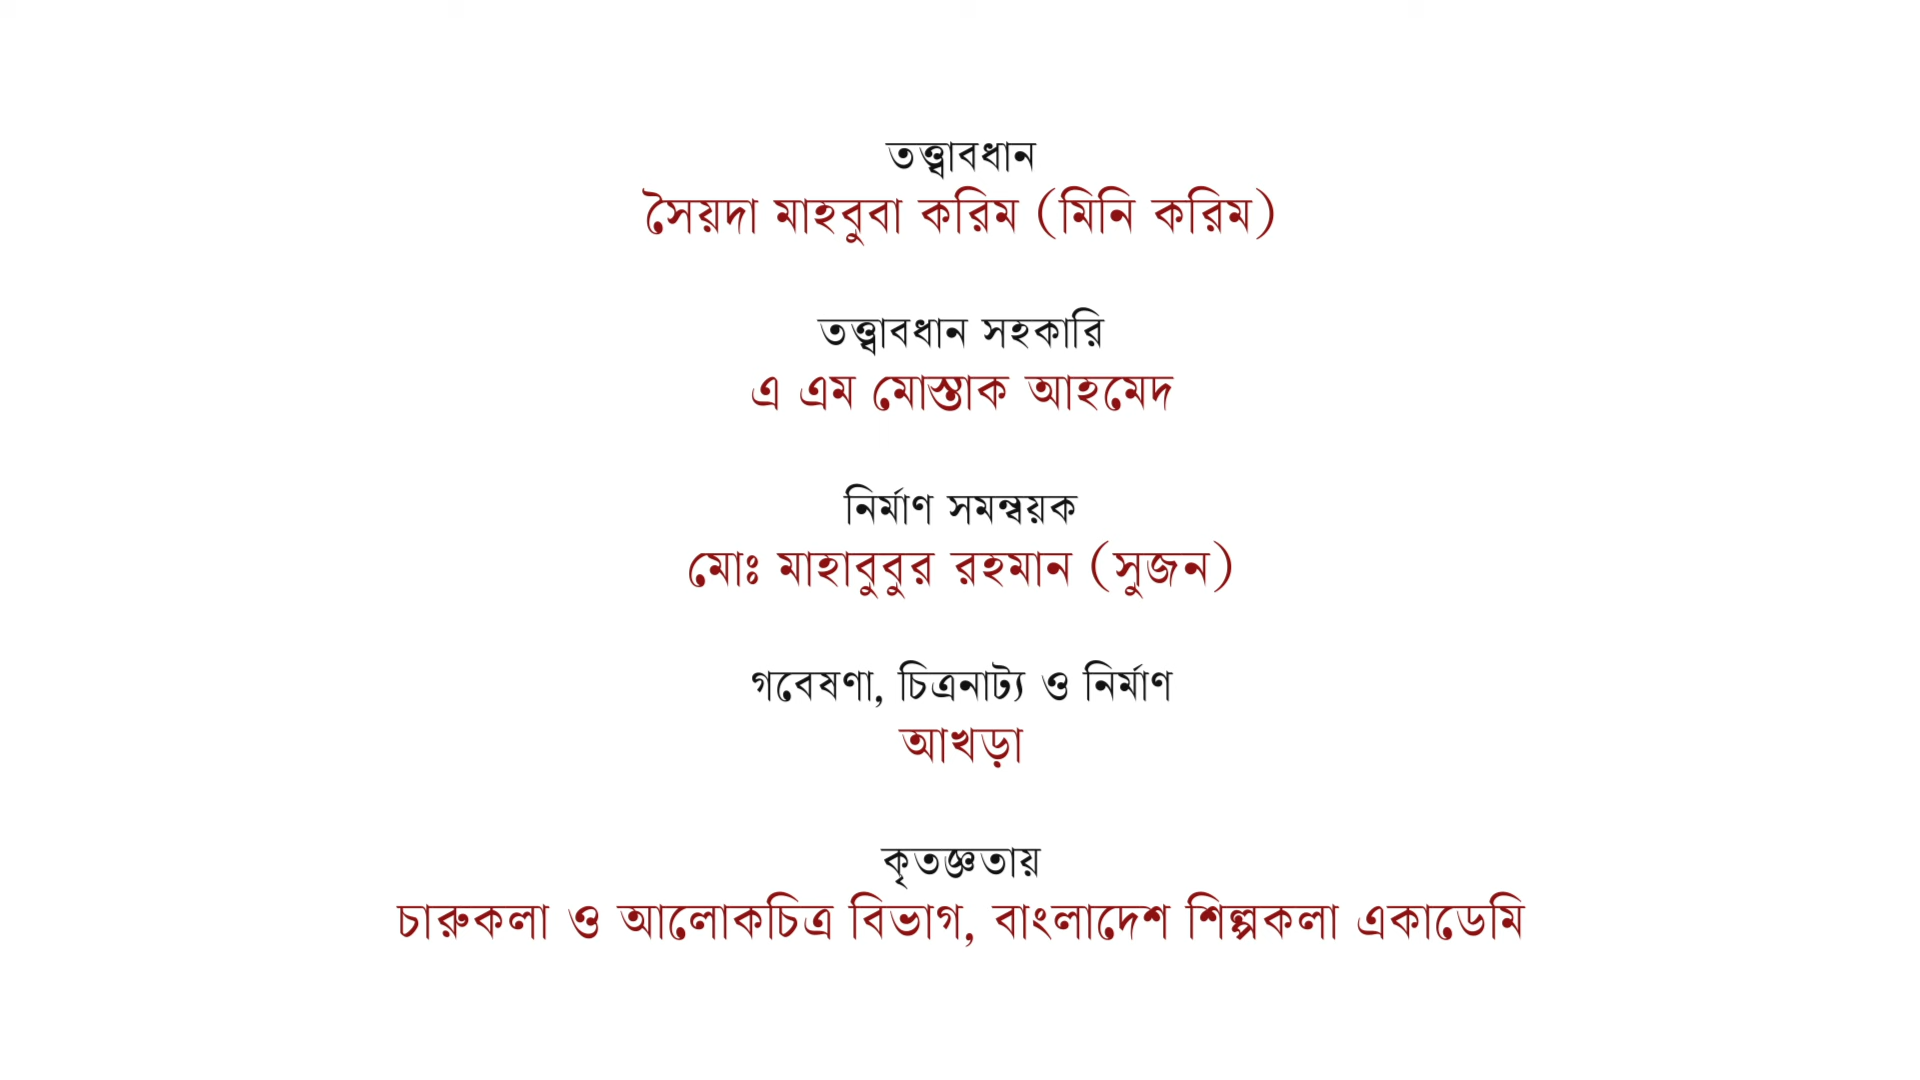 তত্ত্বাবধান
সৈয়দা মাহবুবা করিম (মিনি করিম)
তত্ত্বাবধান সহকারি
এ এম মোস্তাক আহমেদ
নির্মাণ সমন্বয়ক
মোঃ মাহাবুবুর রহমান (সুজন)
গবেষণা, চিত্রনাট্য ও নির্মাণ
আখড়া
কৃতজ্ঞতায়
চারুকলা ও আলোকচিত্র বিভাগ, বাংলাদেশ শিল্পকলা একাডেমি